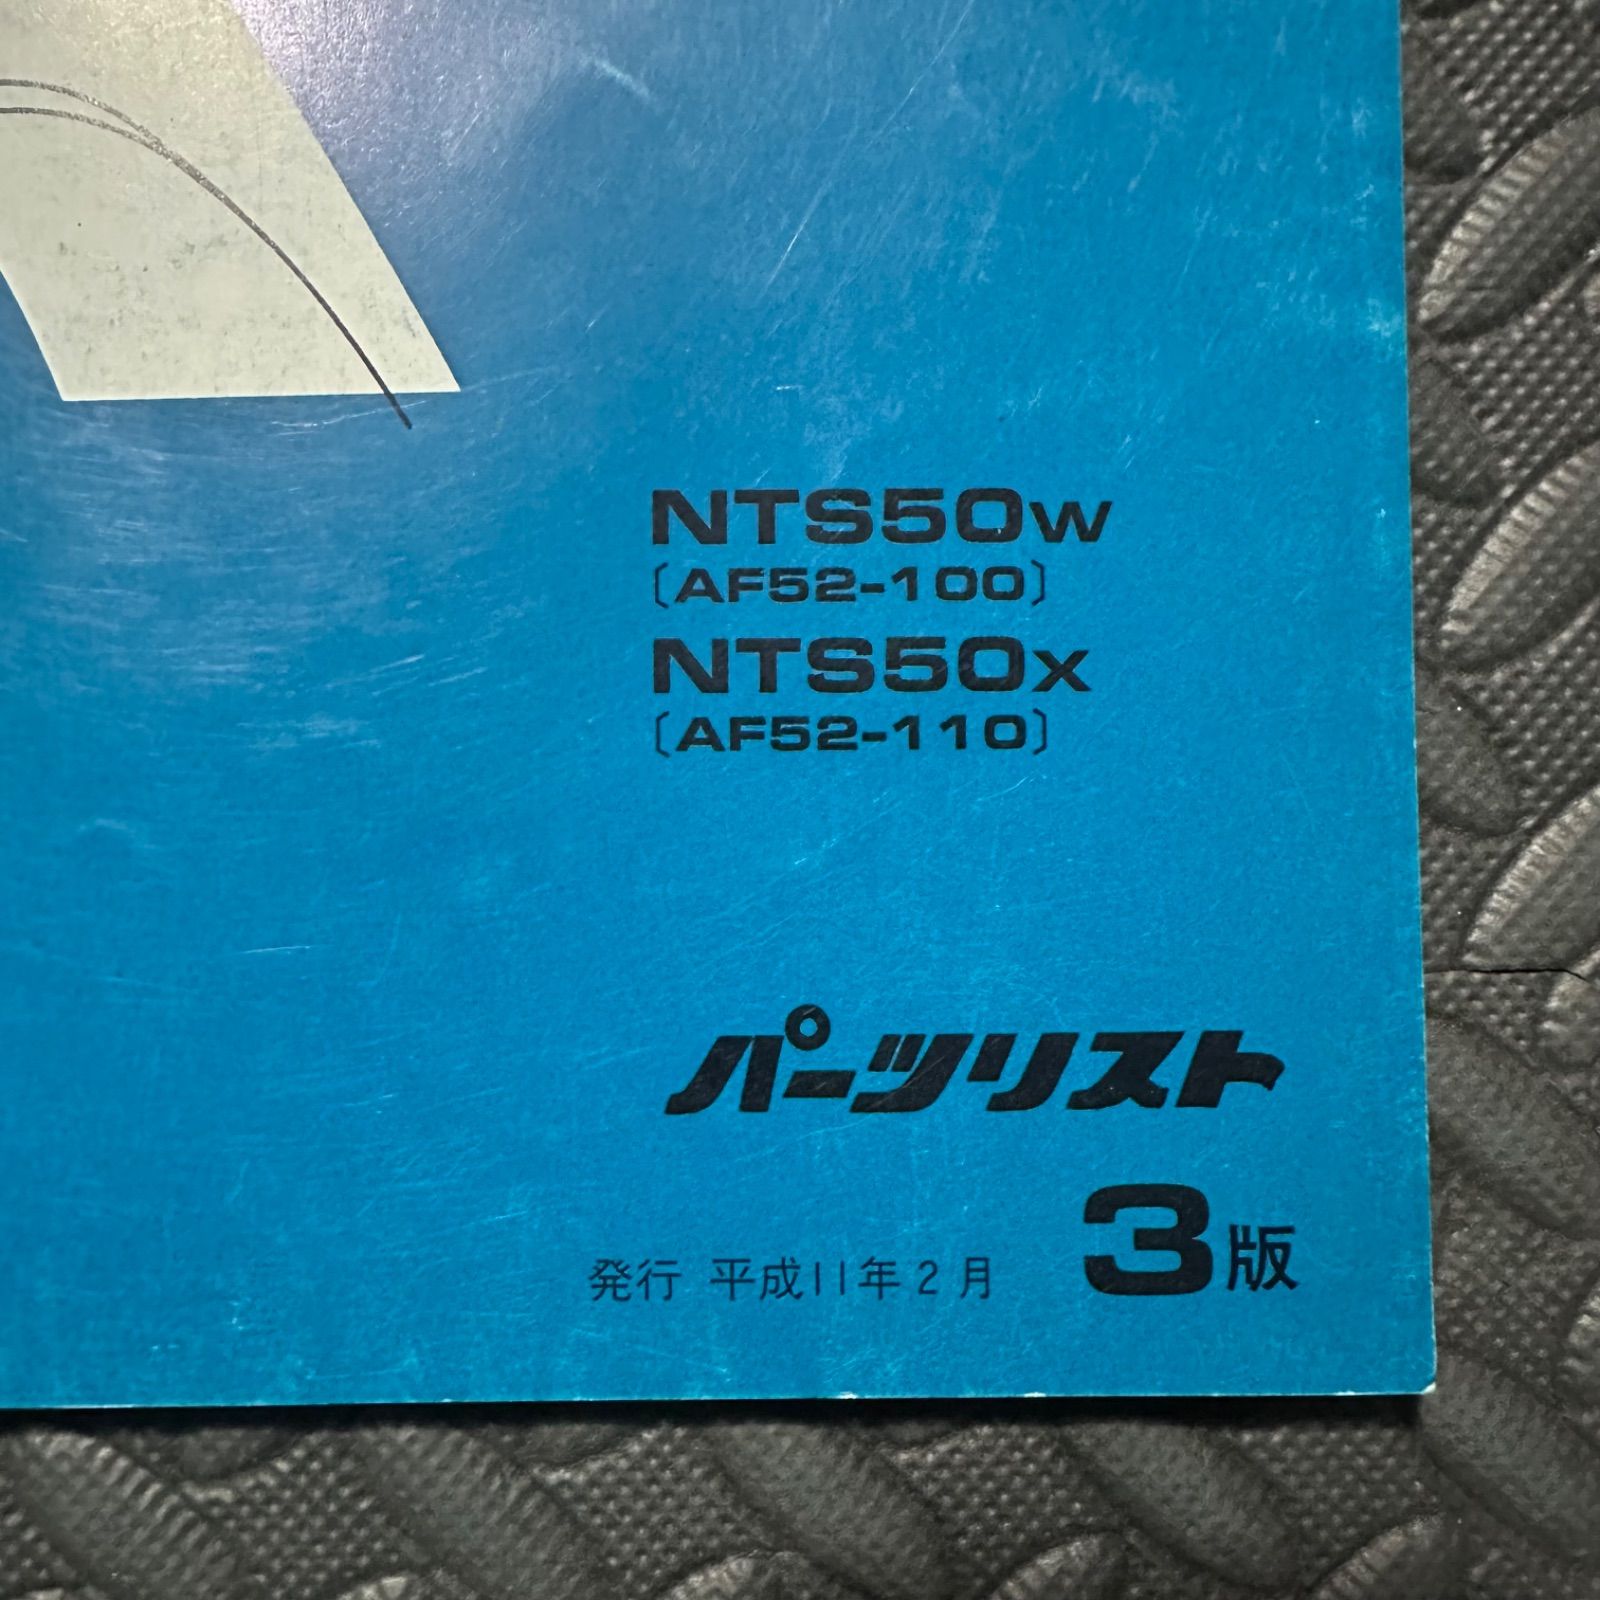 NTS50W
〔AF52-100〕
NTS50X
〔AF52-110〕
パーツリスト
発行 平成11年2月 3版